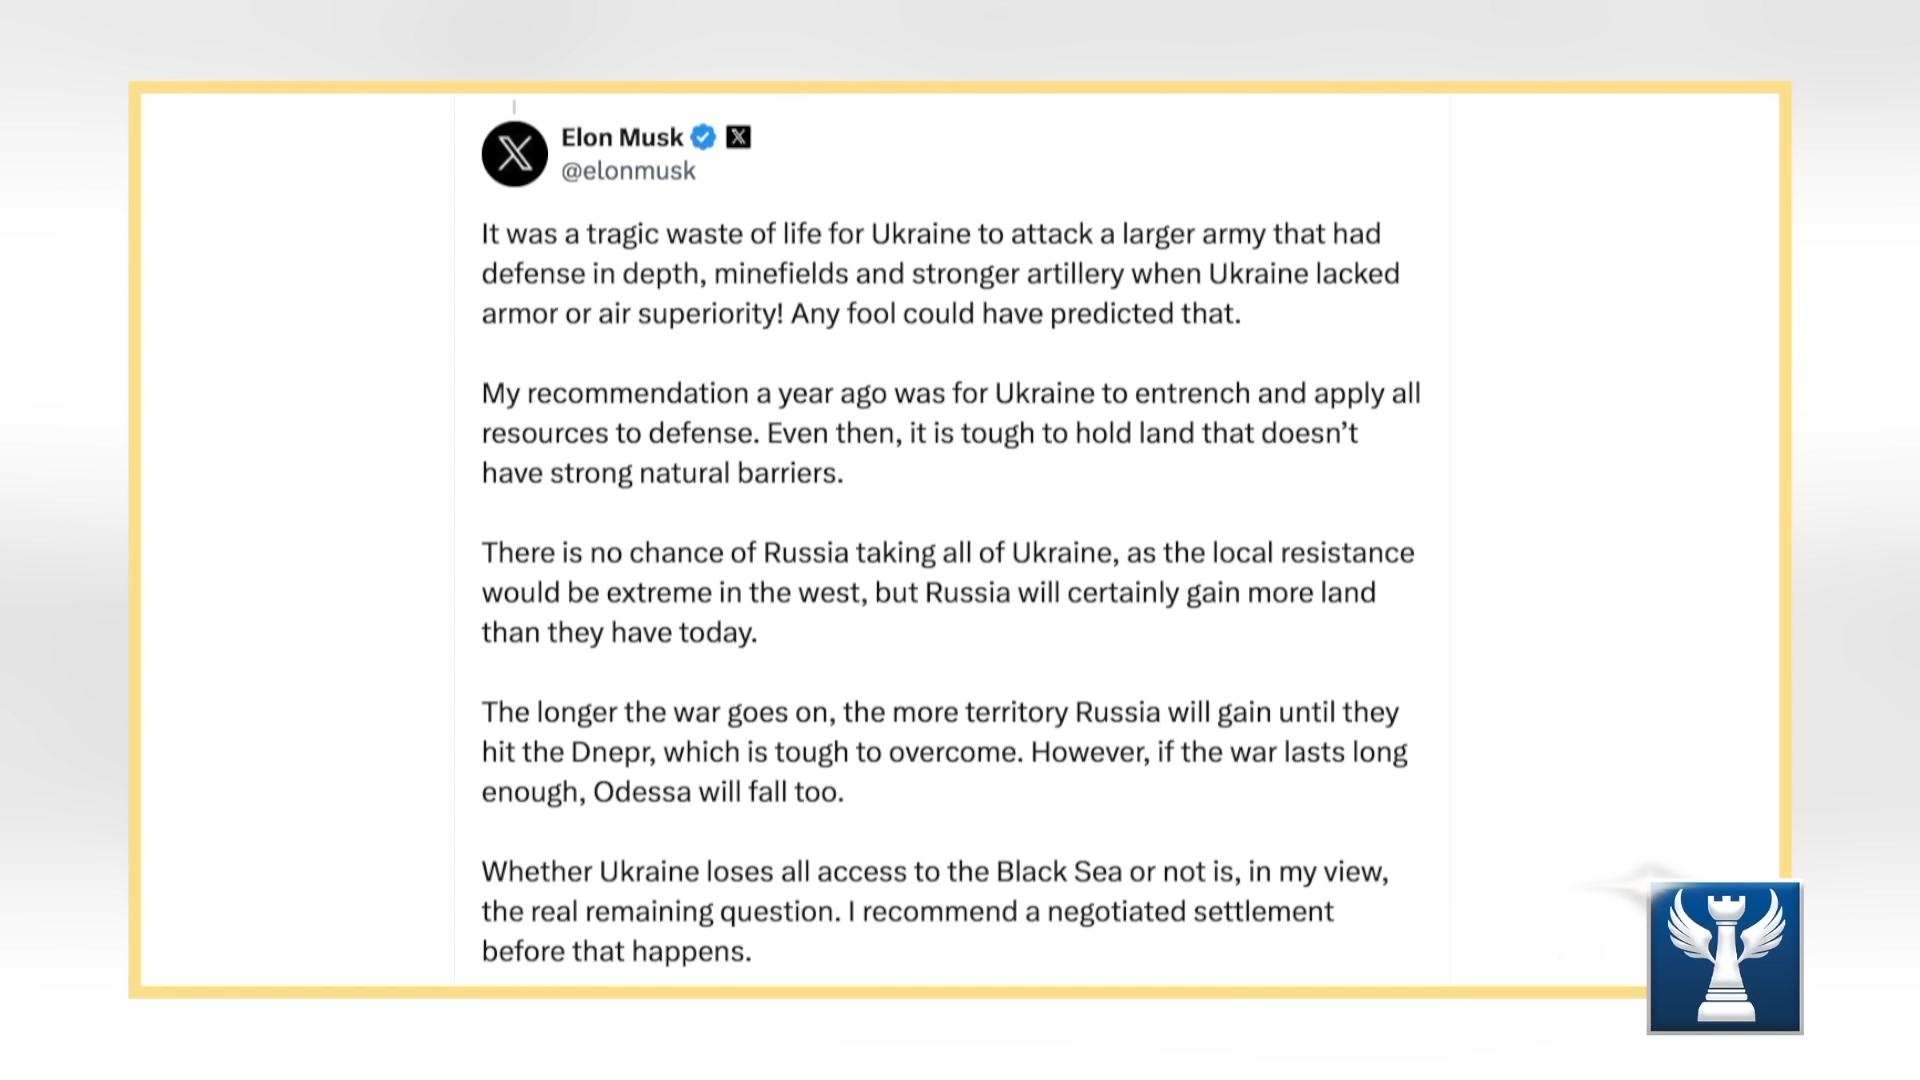 Elon Musk
@elonmusk
It was a tragic waste of life for Ukraine to attack a larger army that had
defense in depth, minefields and stronger artillery when Ukraine lacked
armor or air superiority! Any fool could have predicted that.
My recommendation a year ago was for Ukraine to entrench and apply all
resources to defense. Even then, it is tough to hold land that doesn’t
have strong natural barriers.
There is no chance of Russia taking all of Ukraine, as the local resistance
would be extreme in the west, but Russia will certainly gain more land
than they have today.
The longer the war goes on, the more territory Russia will gain until they
hit the Dnepr, which is tough to overcome. However, if the war lasts long
enough, Odessa will fall too.
Whether Ukraine loses all access to the Black Sea or not is, in my view,
the real remaining question. I recommend a negotiated settlement
before that happens.